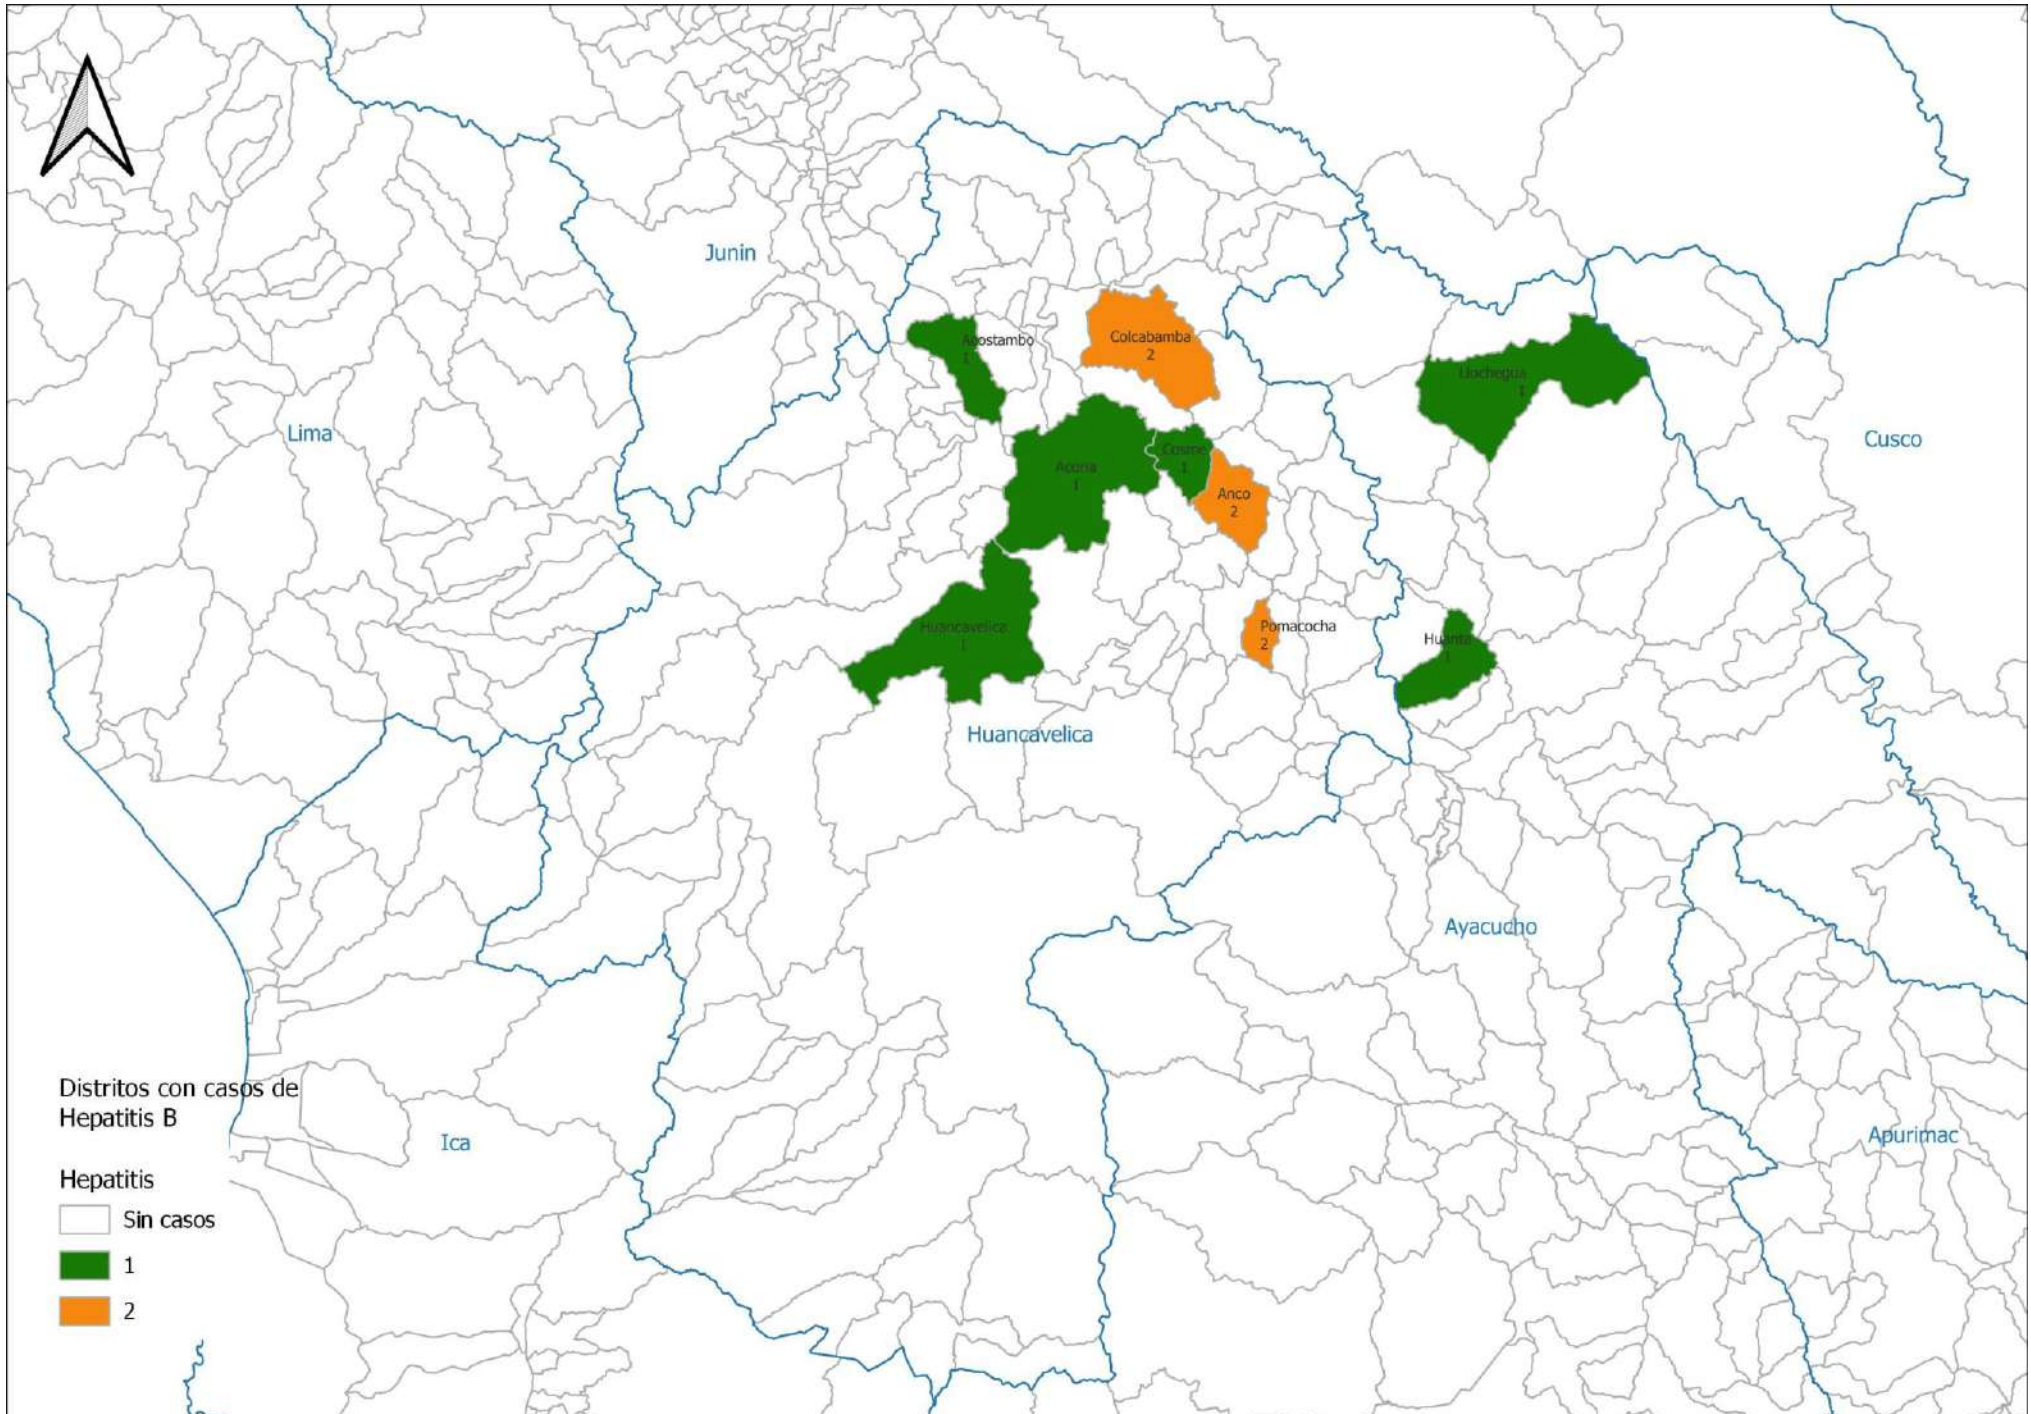 Junin
Acostambo
1
Colcabamba
2
Llochegua
1
Lima
Cusco
Cosme
1
Acoria
1
Anco
2
Huancavelica
1
Pomacocha
2
Huanta
1
Huancavelica
Ayacucho
Distritos con casos de
Hepatitis B
Ica
Apurimac
Hepatitis
Sin casos
1
2